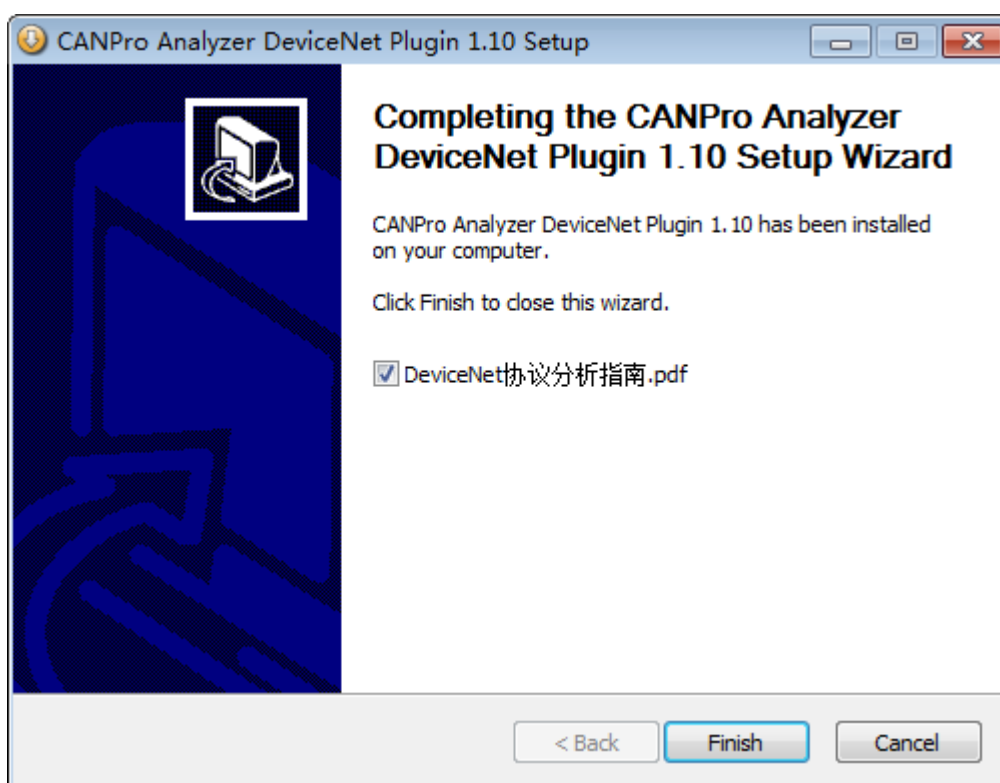 CANPro Analyzer DeviceNet Plugin 1.10 Setup
Completing the CANPro Analyzer
DeviceNet Plugin 1.10 Setup Wizard
CANPro Analyzer DeviceNet Plugin 1.10 has been installed
on your computer.
Click Finish to close this wizard.
DeviceNet协议分析指南.pdf
< Back
Finish
Cancel